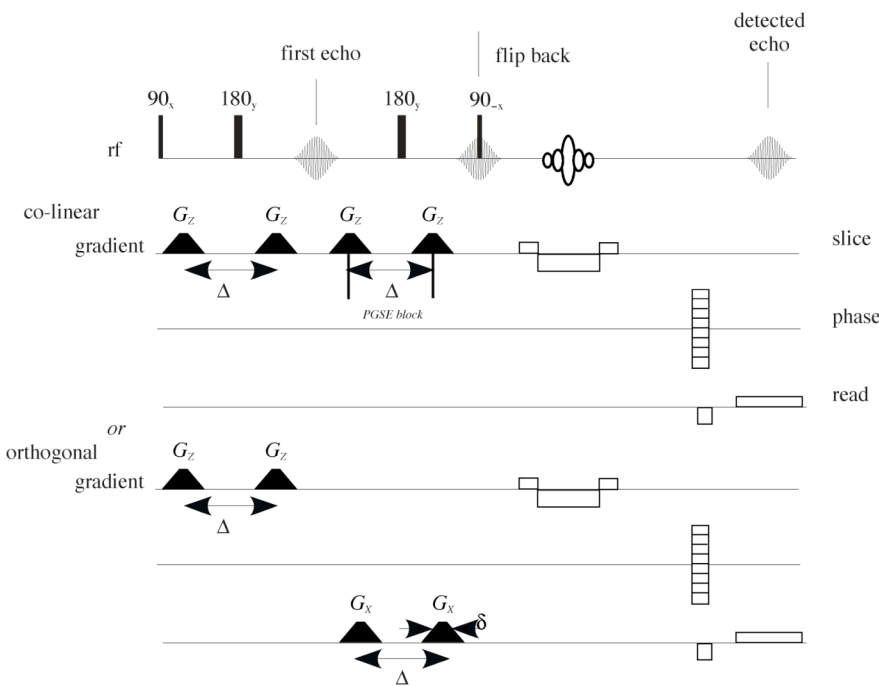 detected
echo
first echo
flip back
90x 180y 180y 90-x
rf
co-linear
gradient
GZ GZ GZ GZ
slice
Δ Δ
PGSE block
phase
read
or
orthogonal
gradient
GZ GZ
Δ
GX GX
δ
Δ